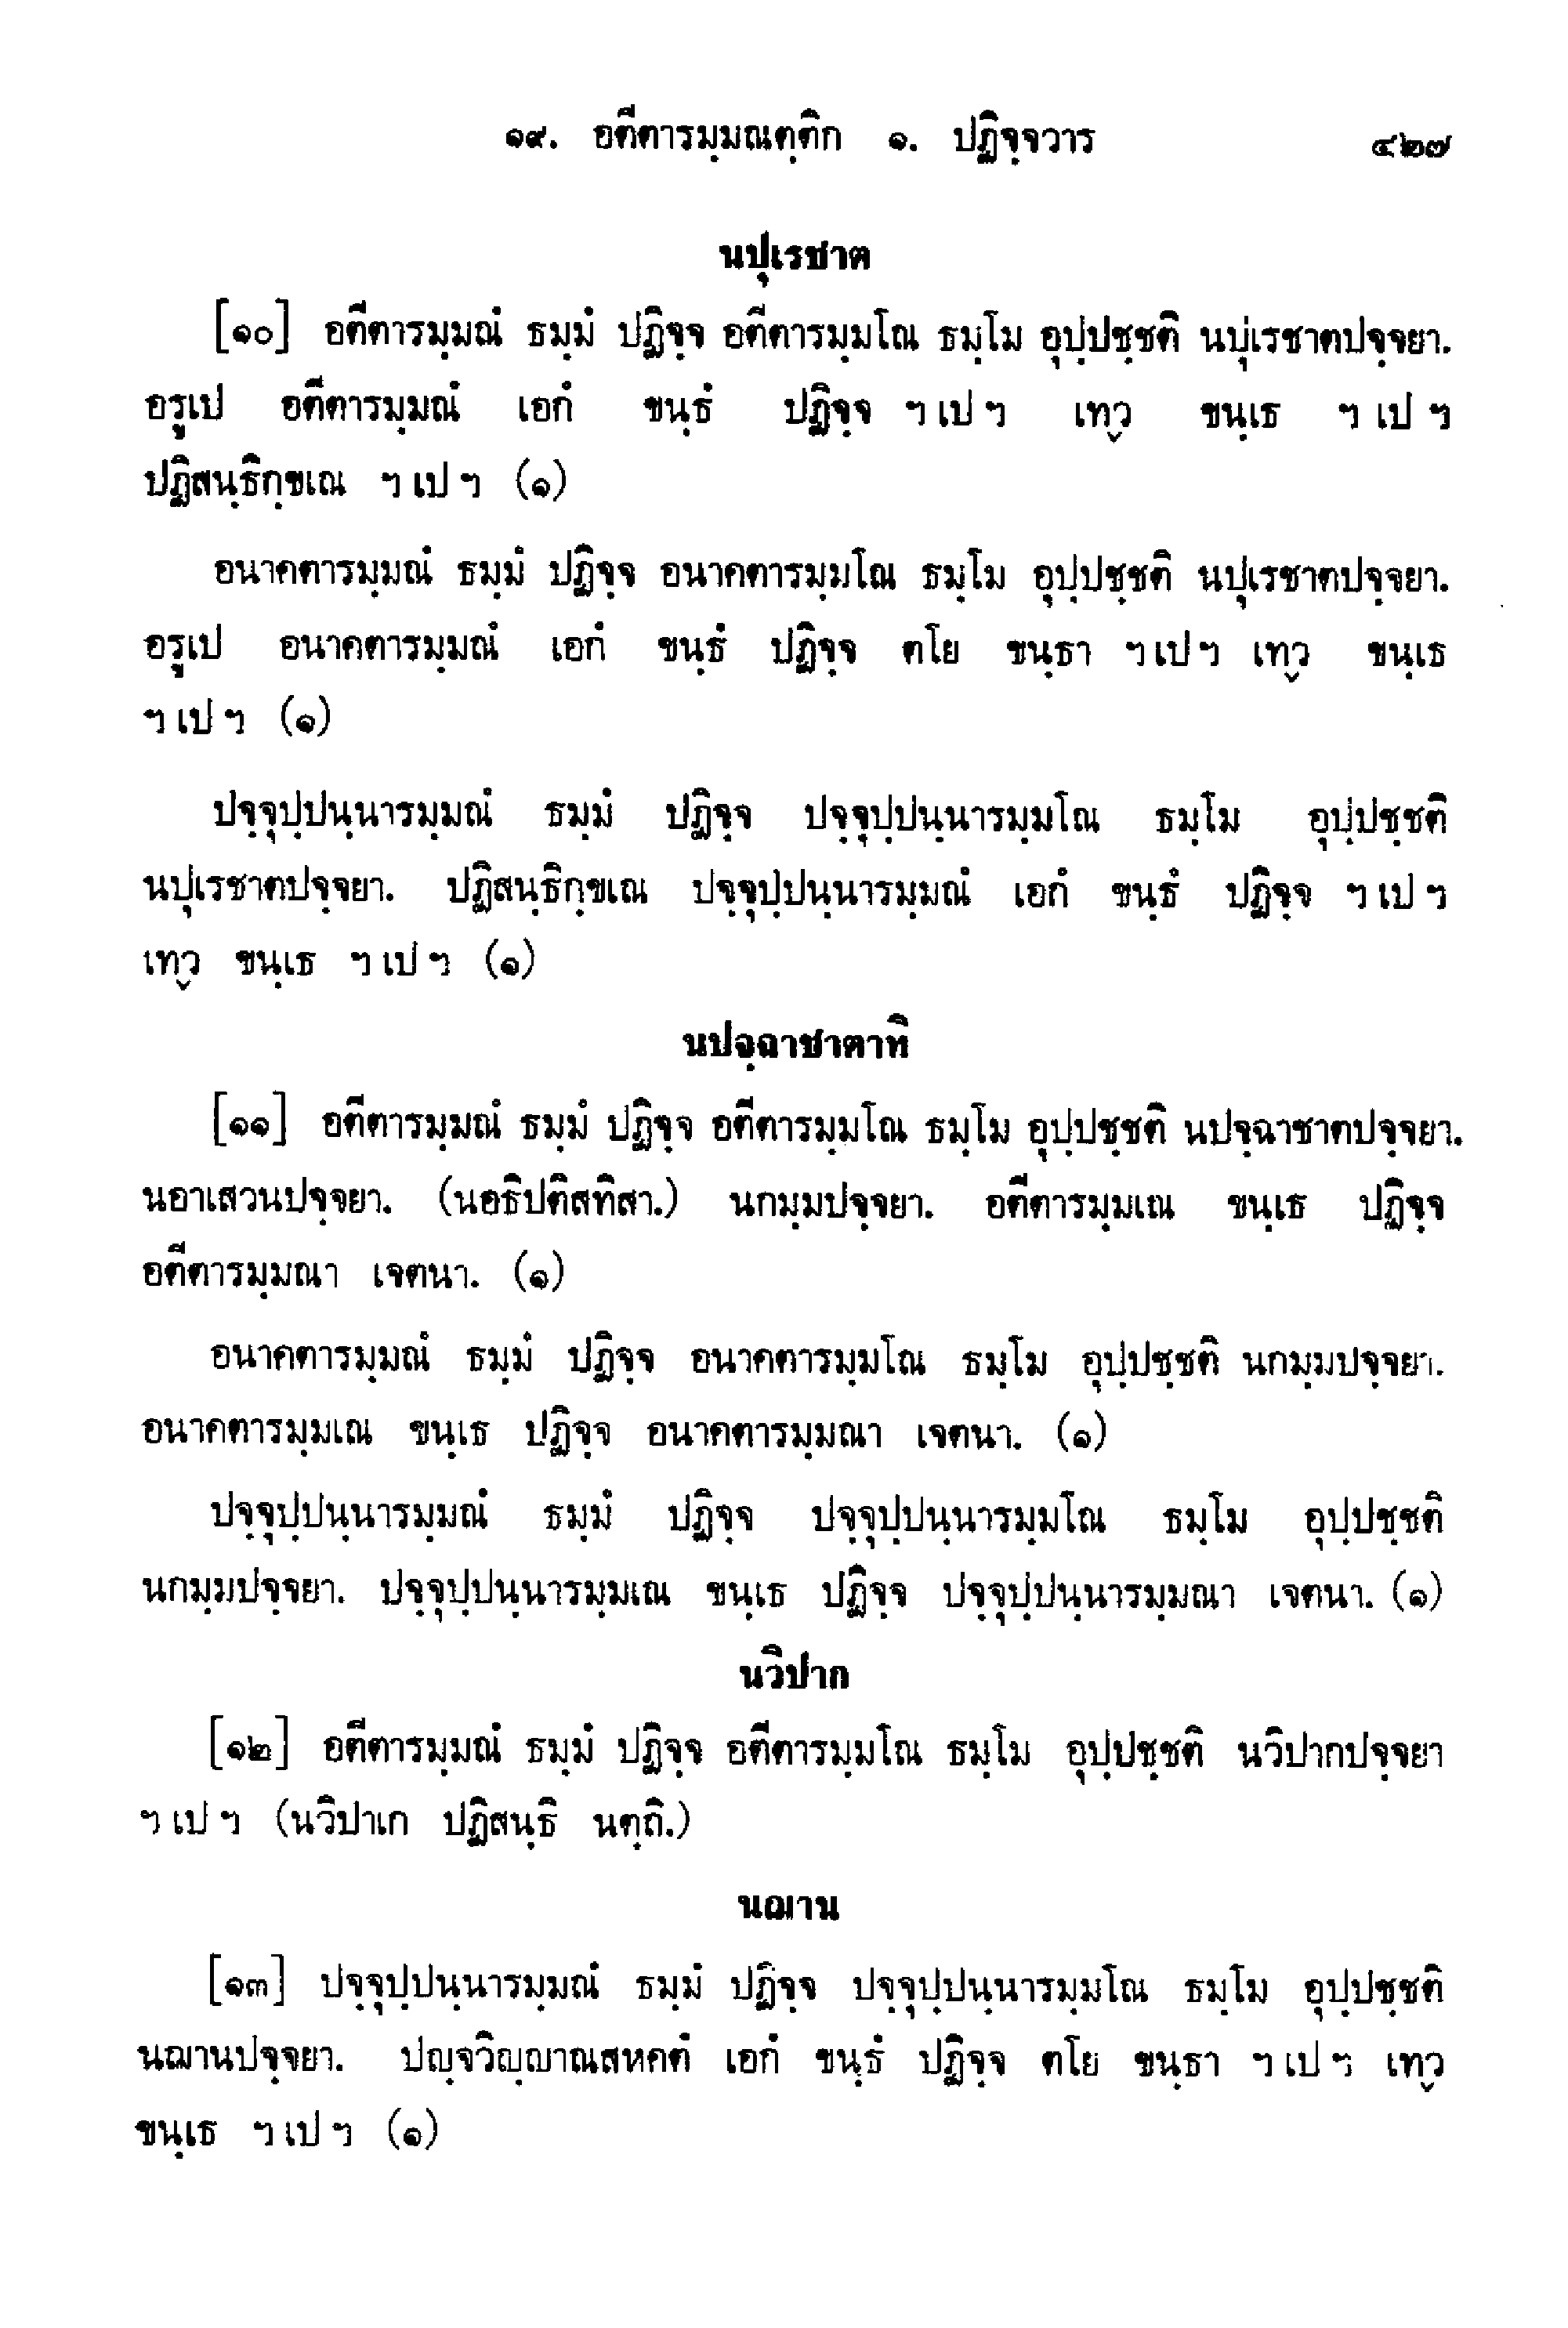 ๑๙. อตีตารมฺมณตฺติก ๑. ปฏิจฺจวาร ๔๒๗
นปุเรชาต
[๑๐] อตีตารมฺมณํ ธมฺมํ ปฏิจฺจ อตีตารมฺมโณ ธมฺโม อุปฺปชฺชติ นปุเรชาตปจฺจยา.
อรูเป อตีตารมฺมณํ เอกํ ขนฺธํ ปฏิจฺจ ฯ เป ฯ เทฺว ขนฺเธ ฯ เป ฯ
ปฏิสนฺธิกฺขเณ ฯ เป ฯ (๑)
อนาคตารมฺมณํ ธมฺมํ ปฏิจฺจ อนาคตารมฺมโณ ธมฺโม อุปฺปชฺชติ นปุเรชาตปจฺจยา.
อรูเป อนาคตารมฺมณํ เอกํ ขนฺธํ ปฏิจฺจ ตโย ขนฺธา ฯ เป ฯ เทฺว ขนฺเธ
ฯ เป ฯ (๑)
ปจฺจุปฺปนฺนารมฺมณํ ธมฺมํ ปฏิจฺจ ปจฺจุปฺปนฺนารมฺมโณ ธมฺโม อุปฺปชฺชติ
นปุเรชาตปจฺจยา. ปฏิสนฺธิกฺขเณ ปจฺจุปฺปนฺนารมฺมณํ เอกํ ขนฺธํ ปฏิจฺจ ฯ เป ฯ
เทฺว ขนฺเธ ฯ เป ฯ (๑)
นปจฺฉาชาตาทิ
[๑๑] อตีตารมฺมณํ ธมฺมํ ปฏิจฺจ อตีตารมฺมโณ ธมฺโม อุปฺปชฺชติ นปจฺฉาชาตปจฺจยา.
นอาเสวนปจฺจยา. (นอธิปติสทิสา.) นกมฺมปจฺจยา. อตีตารมฺมเณ ขนฺเธ ปฏิจฺจ
อตีตารมฺมณา เจตนา. (๑)
อนาคตารมฺมณํ ธมฺมํ ปฏิจฺจ อนาคตารมฺมโณ ธมฺโม อุปฺปชฺชติ นกมฺมปจฺจยา.
อนาคตารมฺมเณ ขนฺเธ ปฏิจฺจ อนาคตารมฺมณา เจตนา. (๑)
ปจฺจุปฺปนฺนารมฺมณํ ธมฺมํ ปฏิจฺจ ปจฺจุปฺปนฺนารมฺมโณ ธมฺโม อุปฺปชฺชติ
นกมฺมปจฺจยา. ปจฺจุปฺปนฺนารมฺมเณ ขนฺเธ ปฏิจฺจ ปจฺจุปฺปนฺนารมฺมณา เจตนา. (๑)
นวิปาก
[๑๒] อตีตารมฺมณํ ธมฺมํ ปฏิจฺจ อตีตารมฺมโณ ธมฺโม อุปฺปชฺชติ นวิปากปจฺจยา
ฯ เป ฯ (นวิปาเก ปฏิสนฺธิ นตฺถิ.)
นฌาน
[๑๓] ปจฺจุปฺปนฺนารมฺมณํ ธมฺมํ ปฏิจฺจ ปจฺจุปฺปนฺนารมฺมโณ ธมฺโม อุปฺปชฺชติ
นฌานปจฺจยา. ปญฺจวิญฺญาณสหคตํ เอกํ ขนฺธํ ปฏิจฺจ ตโย ขนฺธา ฯ เป ฯ เทฺว
ขนฺเธ ฯ เป ฯ (๑)